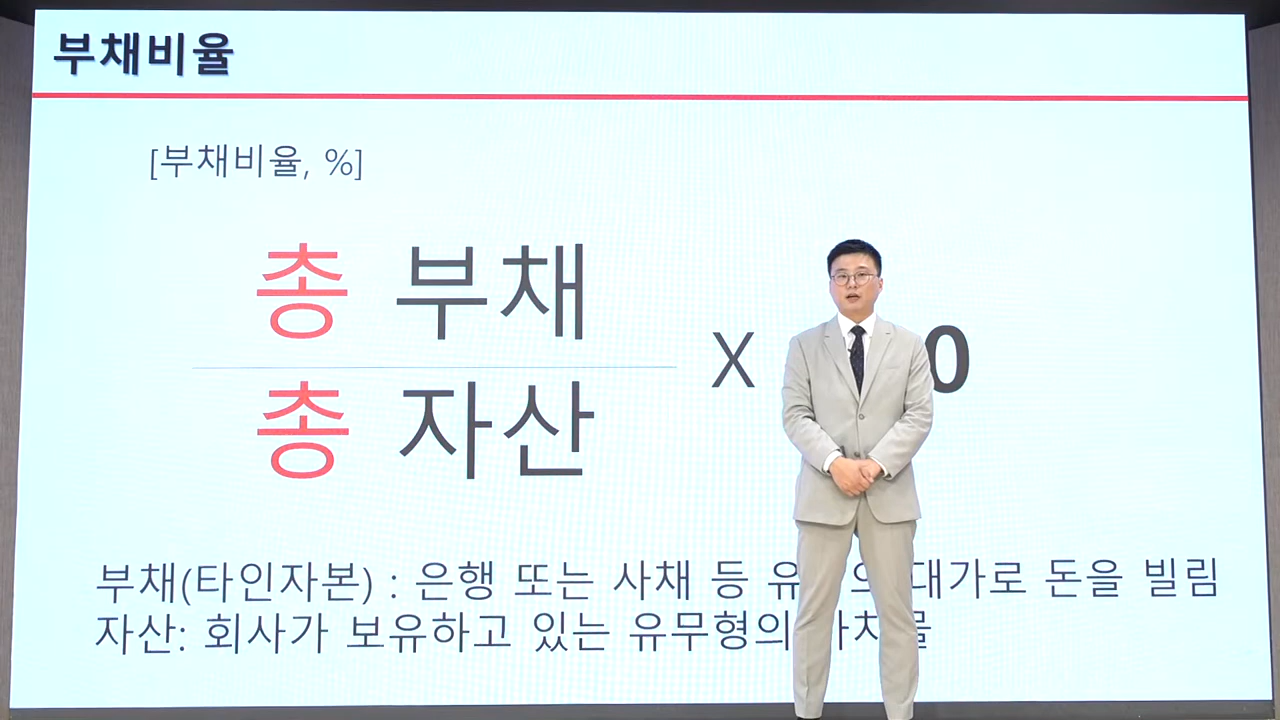 부채비율
[부채비율, %]
총 부채
총 자산
X
부채(타인자본) : 은행 또는 사채 등 대가로 돈을 빌림
자산: 회사가 보유하고 있는 유무형의